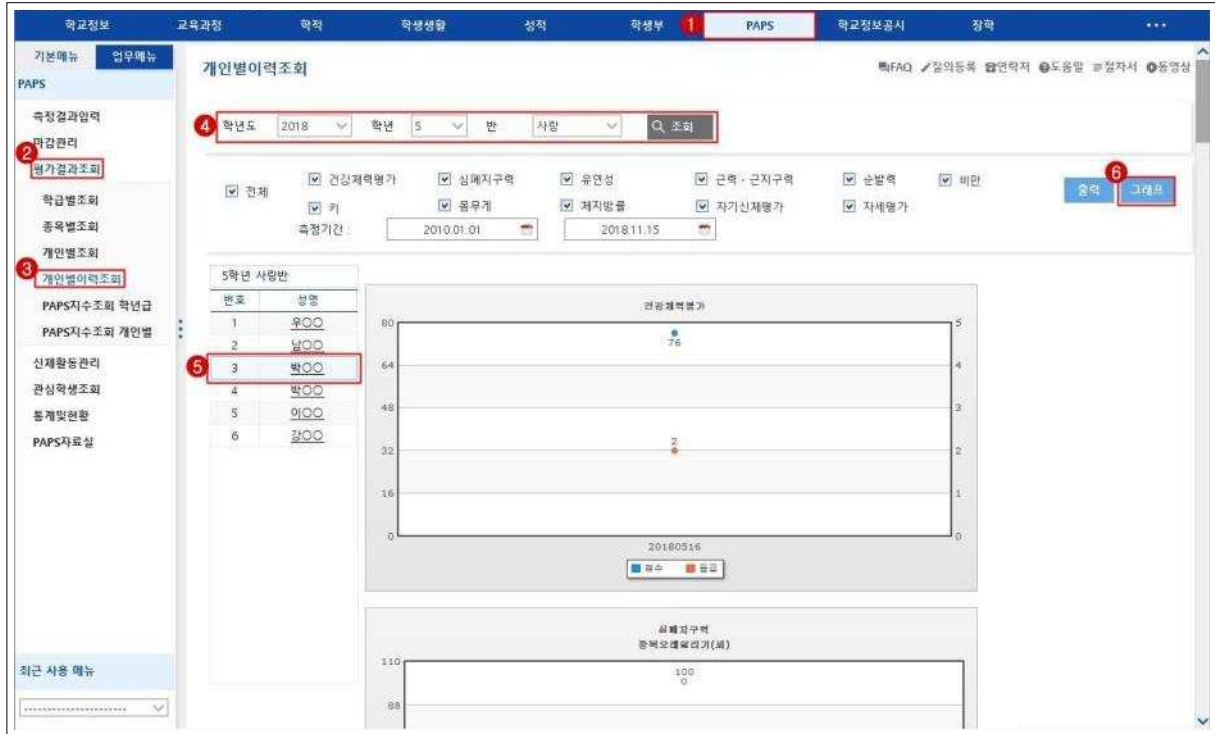 학교정보 교육과정 학적 학생생활 성적 학생부 1 PAPS 학교정보공시 장학 ...
기본메뉴 업무메뉴
PAPS
측정결과입력
마감관리
2
평가결과조회
학급별조회
종목별조회
개인별조회
3
개인별이력조회
PAPS지수조회 학년급
PAPS지수조회 개인별
신체활동관리
관심학생조회
통계및현황
PAPS자료실
최근 사용 메뉴
----------------------
개인별이력조회
FAQ 질의등록 연락처 도움말 절차서 동영상
4 학년도 2018 학년 5 반 사랑 조회
전체 건강체력평가 심폐지구력 유연성 근력·근지구력 순발력 비만
키 몸무게 체지방률 자기신체평가 자세평가
측정기간 : 2010.01.01 2018.11.15
6
출력 그래프
5학년 사랑반
번호 성명
1 우○○
2 남○○
5 3 박○○
4 박○○
5 이○○
6 강○○
건강체력평가
80 5
76
64 4
48 3
2
32 2
16 1
0 0
20180516
점수 등급
심폐지구력
왕복오래달리기(회)
110
100
0
88